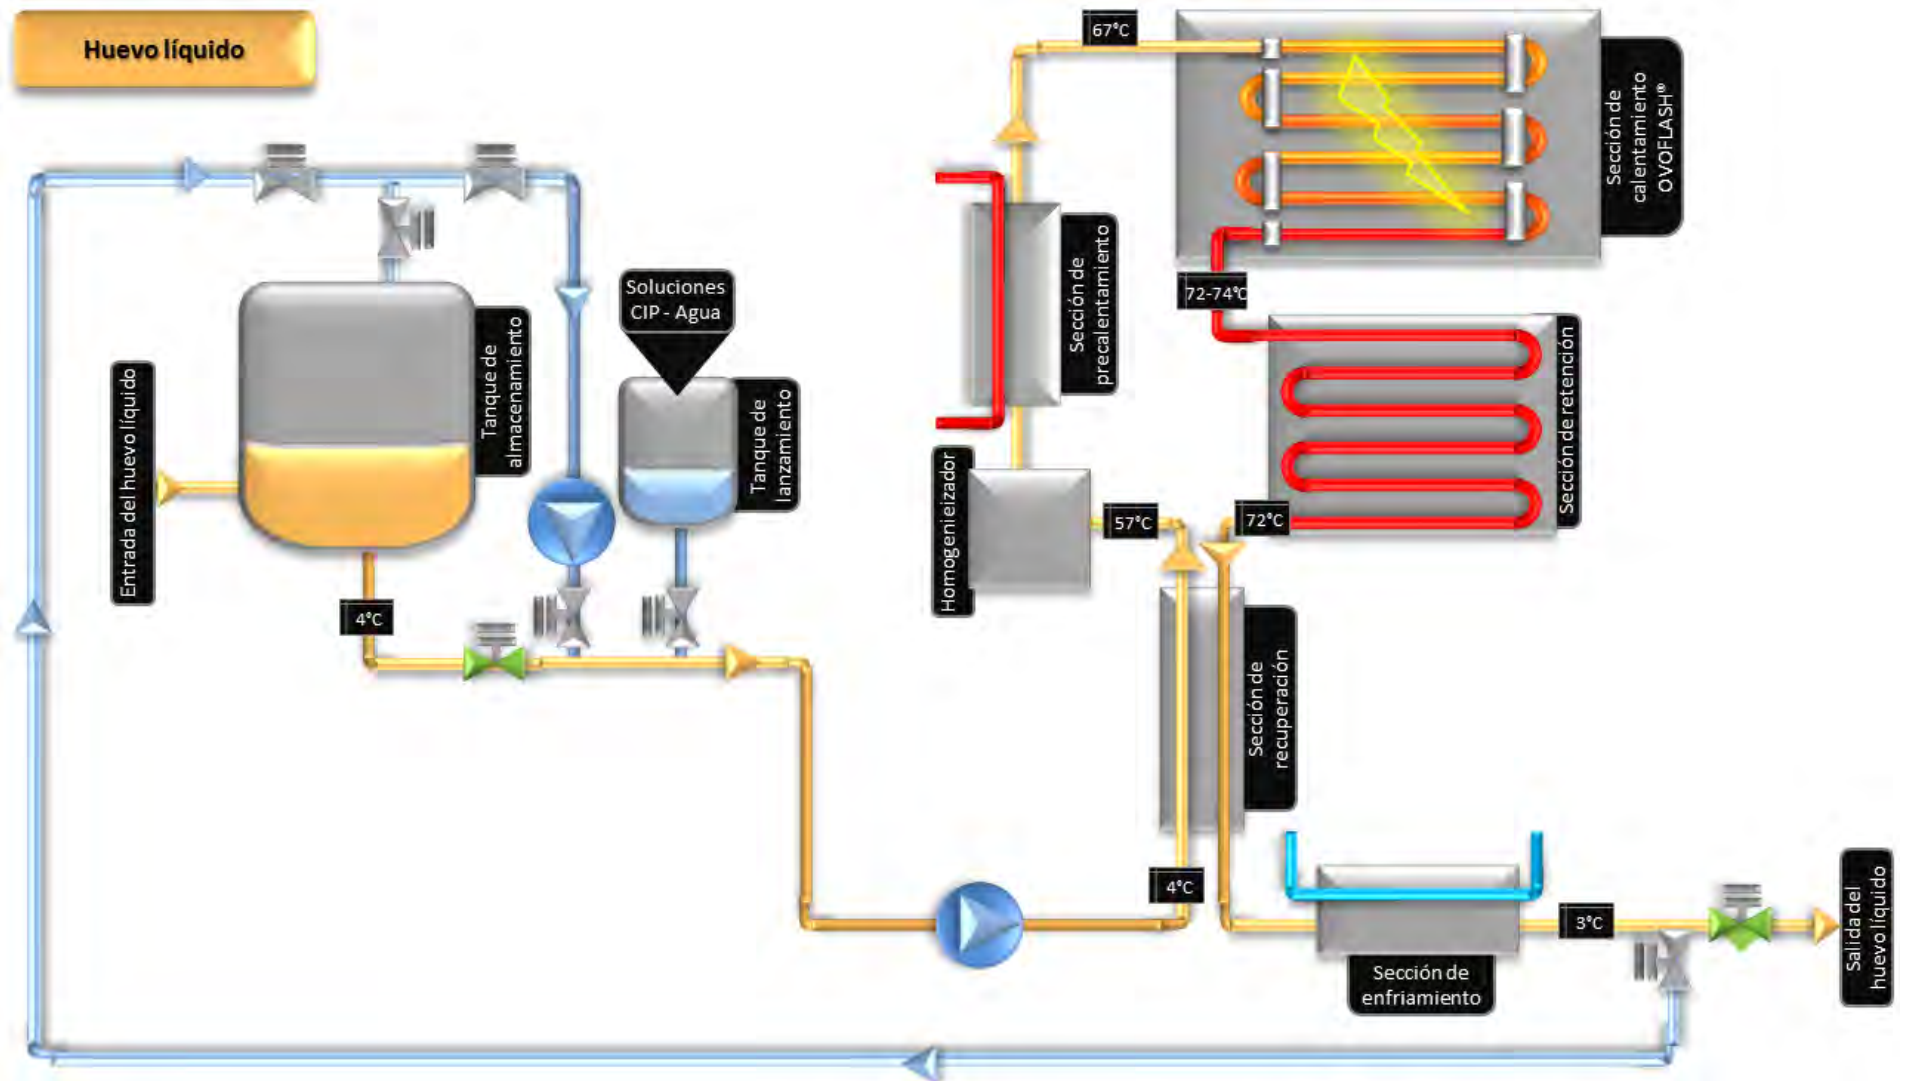 Huevo líquido
67°C
Sección de
calentamiento
OVOFLASH®
Sección de
precalentamiento
72-74°C
Soluciones
CIP - Agua
Tanque de
almacenamiento
Entrada del huevo líquido
Tanque de
lanzamiento
Sección de retención
Homogenieizador
57°C
72°C
4°C
Sección de
recuperación
4°C
3°C
Sección de
enfriamiento
Salida del
huevo líquido